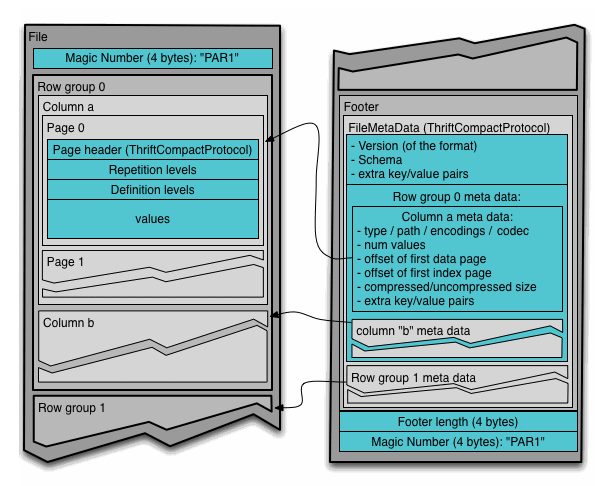 File
Magic Number (4 bytes): "PAR1"
Row group 0
Column a
Page 0
Page header (ThriftCompactProtocol)
Repetition levels
Definition levels
values
Page 1
Column b
Row group 1
Footer
FileMetaData (ThriftCompactProtocol)
- Version (of the format)
- Schema
- extra key/value pairs
Row group 0 meta data:
Column a meta data:
- type / path / encodings / codec
- num values
- offset of first data page
- offset of first index page
- compressed/uncompressed size
- extra key/value pairs
column "b" meta data
Row group 1 meta data
Footer length (4 bytes)
Magic Number (4 bytes): "PAR1"